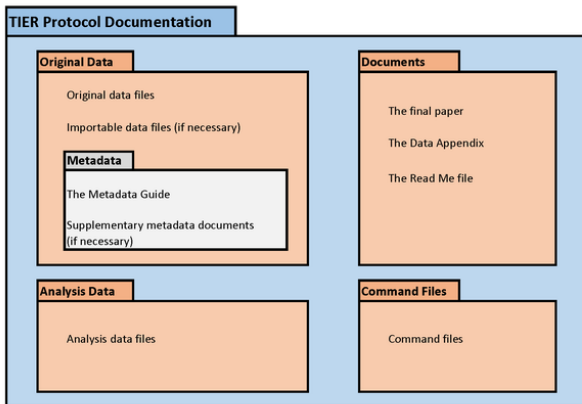 TIER Protocol Documentation
Original Data
Original data files
Importable data files (if necessary)
Metadata
The Metadata Guide
Supplementary metadata documents
(if necessary)
Documents
The final paper
The Data Appendix
The Read Me file
Analysis Data
Analysis data files
Command Files
Command files